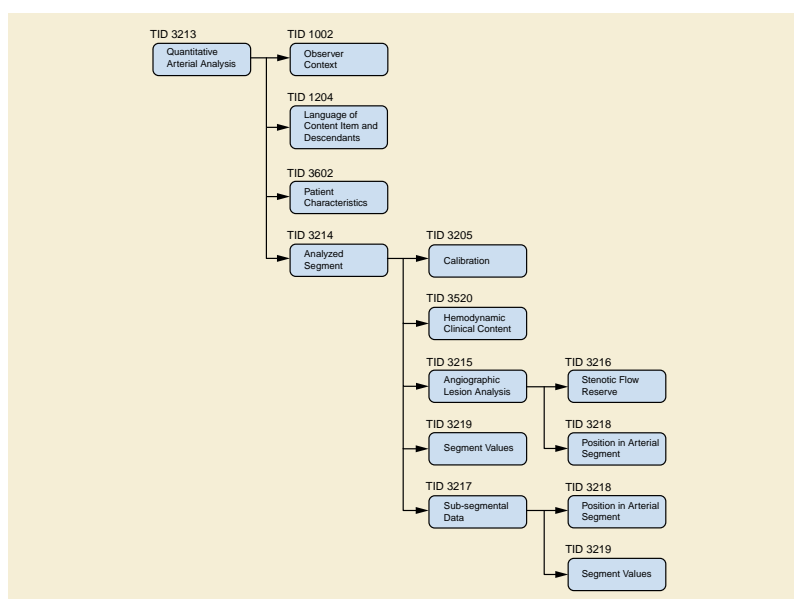 TID 3213
Quantitative
Arterial Analysis
TID 1002
Observer
Context
TID 1204
Language of
Content Item and
Descendants
TID 3602
Patient
Characteristics
TID 3214
Analyzed
Segment
TID 3205
Calibration
TID 3520
Hemodynamic
Clinical Content
TID 3215
Angiographic
Lesion Analysis
TID 3216
Stenotic Flow
Reserve
TID 3218
Position in Arterial
Segment
TID 3219
Segment Values
TID 3217
Sub-segmental
Data
TID 3218
Position in Arterial
Segment
TID 3219
Segment Values